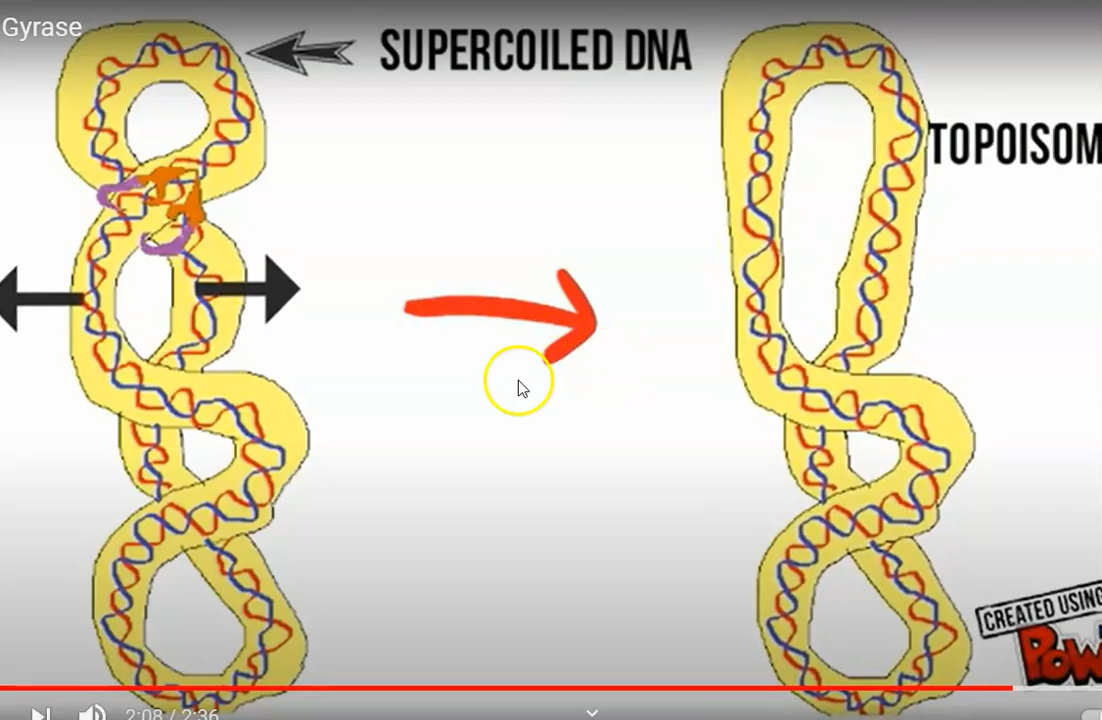 Gyrase
SUPERCOILED DNA
TOPOISOM
CREATED USING
POW
2:08 / 2:36